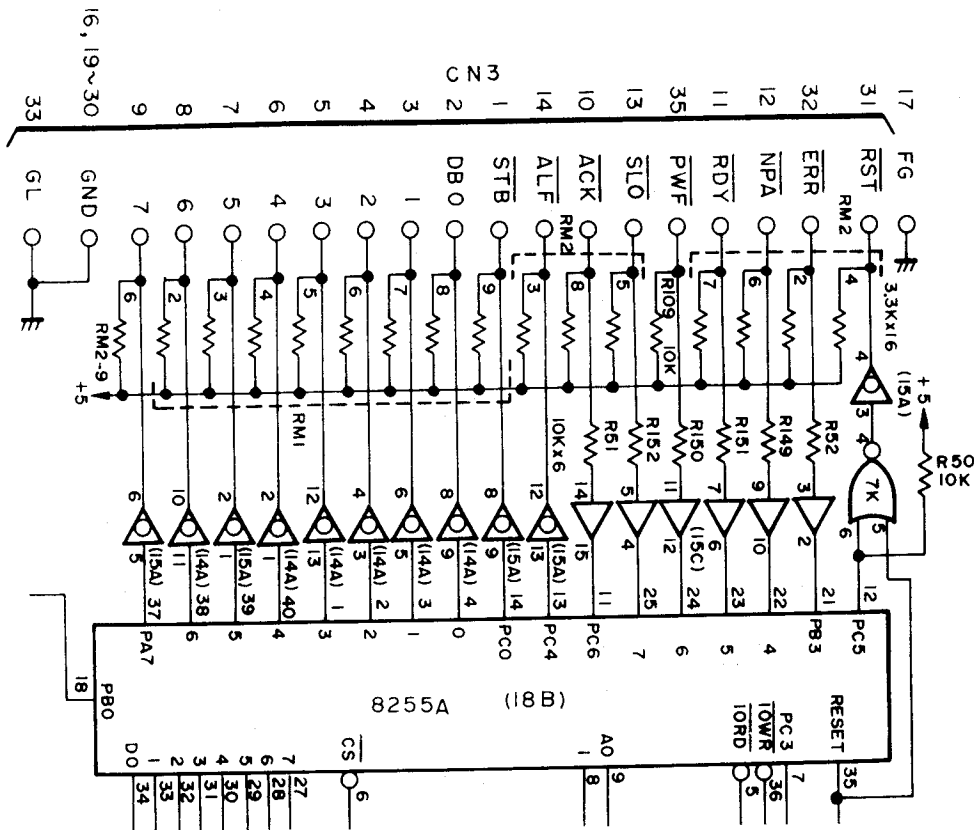 CN3
16, 19~30
33
9
8
7
6
5
4
3
2
1
14
10
13
35
11
12
32
31
17
GL
GND
7
6
5
4
3
2
1
DB0
STB
ALF
ACK
SLO
PWF
RDY
NPA
ERR
RST
FG
RM2
RM2
6
2
3
4
5
6
7
8
9
3
8
5
R109
7
6
2
4
3.3K×16
RM2-9
10K
+5
RM1
4
(15A)
3
+5
10K×6
R51
R152
R150
R151
R149
R52
4
7K
R50
10K
6
10
2
2
12
4
6
8
8
12
14
5
11
7
9
3
6
5
5
11
1
1
13
3
5
9
9
13
15
4
12
6
10
2
(15A)
(14A)
(15A)
(14A)
(14A)
(14A)
(14A)
(14A)
(15A)
(15A)
(15C)
37
38
39
40
1
2
3
4
14
13
11
25
24
23
22
21
12
PA7
6
5
4
3
2
1
0
PC0
PC4
PC6
7
6
5
4
PB3
PC5
18
PB0
8255A (18B)
RESET
D0
1
2
3
4
5
6
7
CS
1
A0
IORD
IOWR
PC3
34
33
32
31
30
29
28
27
6
8
9
5
36
7
35